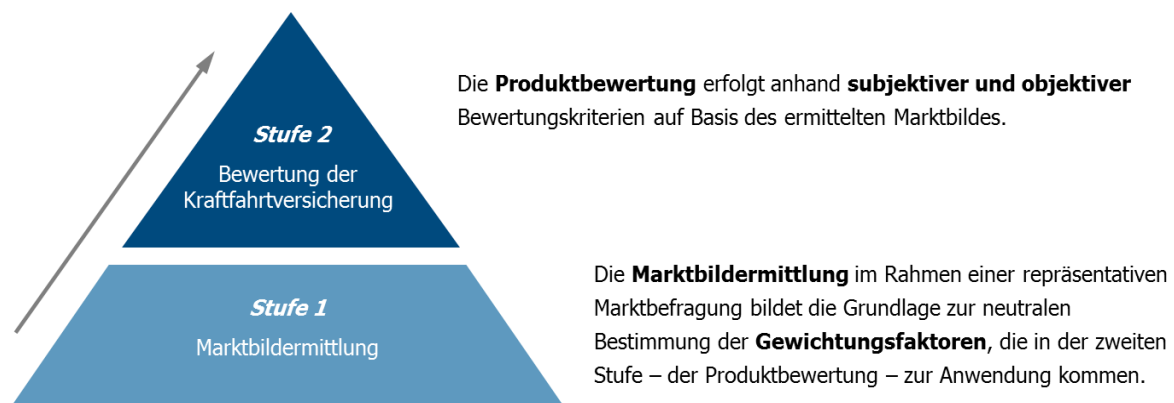 Stufe 2
Bewertung der
Kraftfahrtversicherung
Die Produktbewertung erfolgt anhand subjektiver und objektiver
Bewertungskriterien auf Basis des ermittelten Marktbildes.
Stufe 1
Marktbildermittlung
Die Marktbildermittlung im Rahmen einer repräsentativen
Marktbefragung bildet die Grundlage zur neutralen
Bestimmung der Gewichtungsfaktoren, die in der zweiten
Stufe – der Produktbewertung – zur Anwendung kommen.